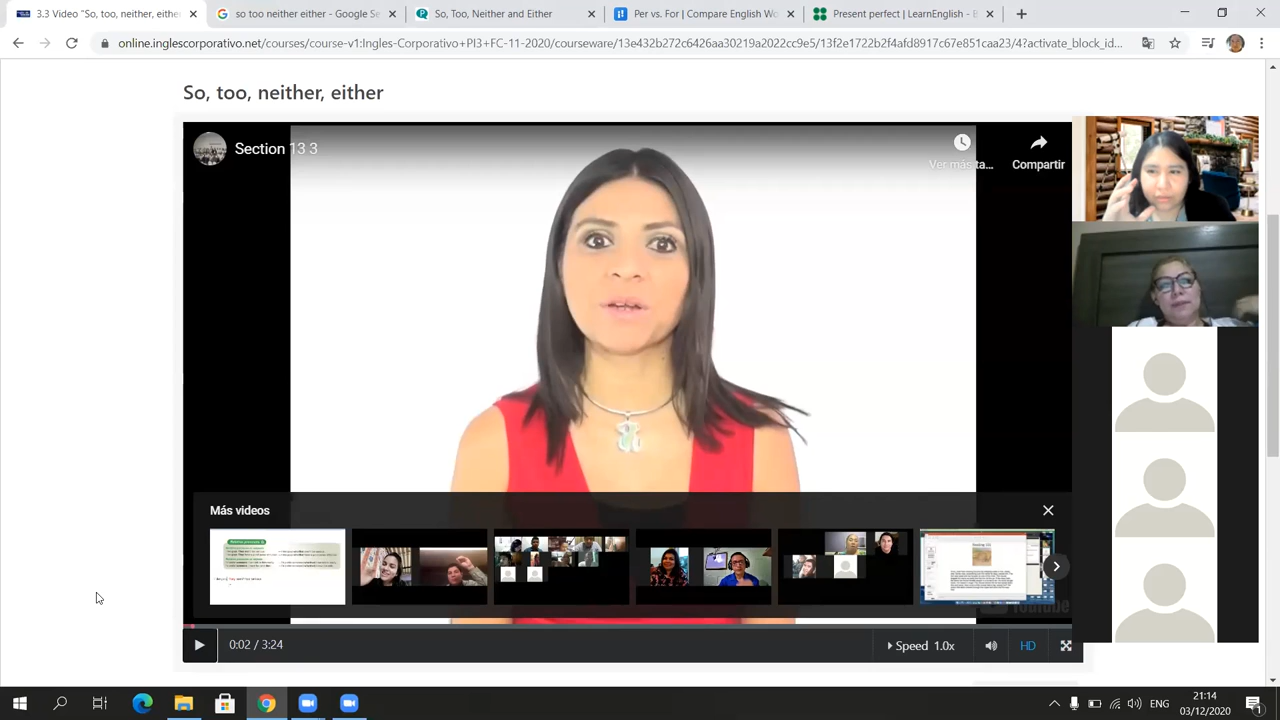 3.3 Video "So, too, neither, eithe
so too neither either - Google Se
So, Too, Neither and Either
Per vs. For | Compare English Wo
Present perfect | LearnEnglish - B
online.inglescorporativo.net/courses/course-v1:Ingles-Corporativo+PI3+FC-11-2020/courseware/13e432b272c6426aa30219a2022cc9e5/13f2e1722b2f4afd8917c67e851caa23/4?activate_block_id...
So, too, neither, either
Section 13 3
Ver más ta...
Compartir
Más videos
YouTube
0:02 / 3:24
Speed 1.0x
HD
ENG
21:14
03/12/2020